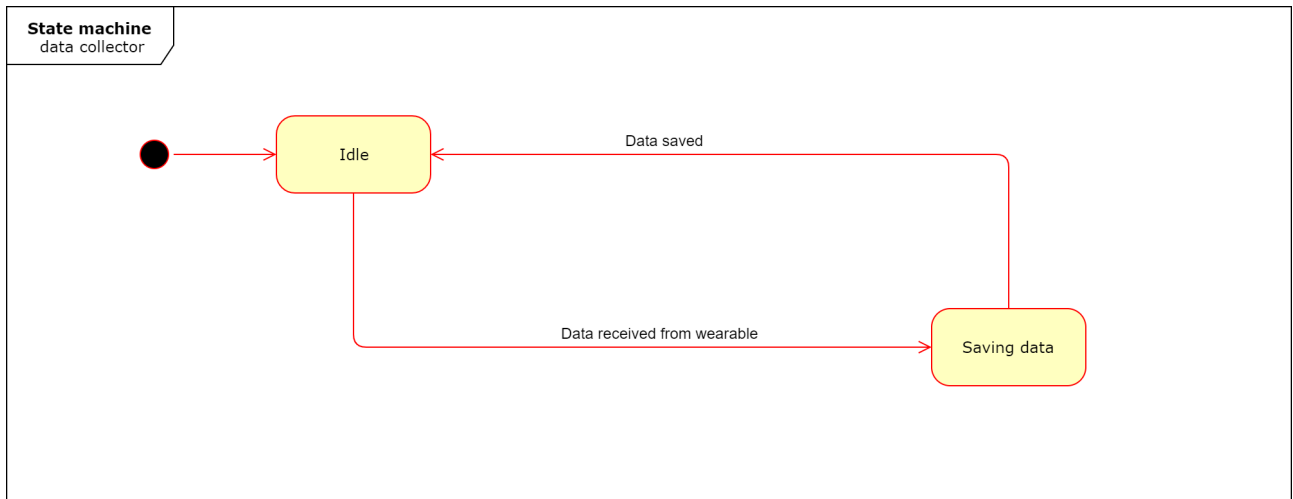 State machine
data collector
Data saved
Idle
Data received from wearable
Saving data